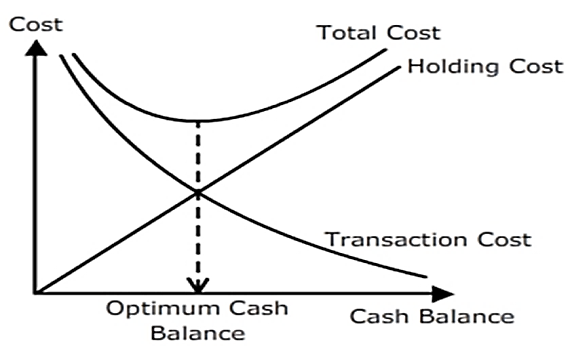 Cost
Total Cost
Holding Cost
Transaction Cost
Optimum Cash
Balance
Cash Balance